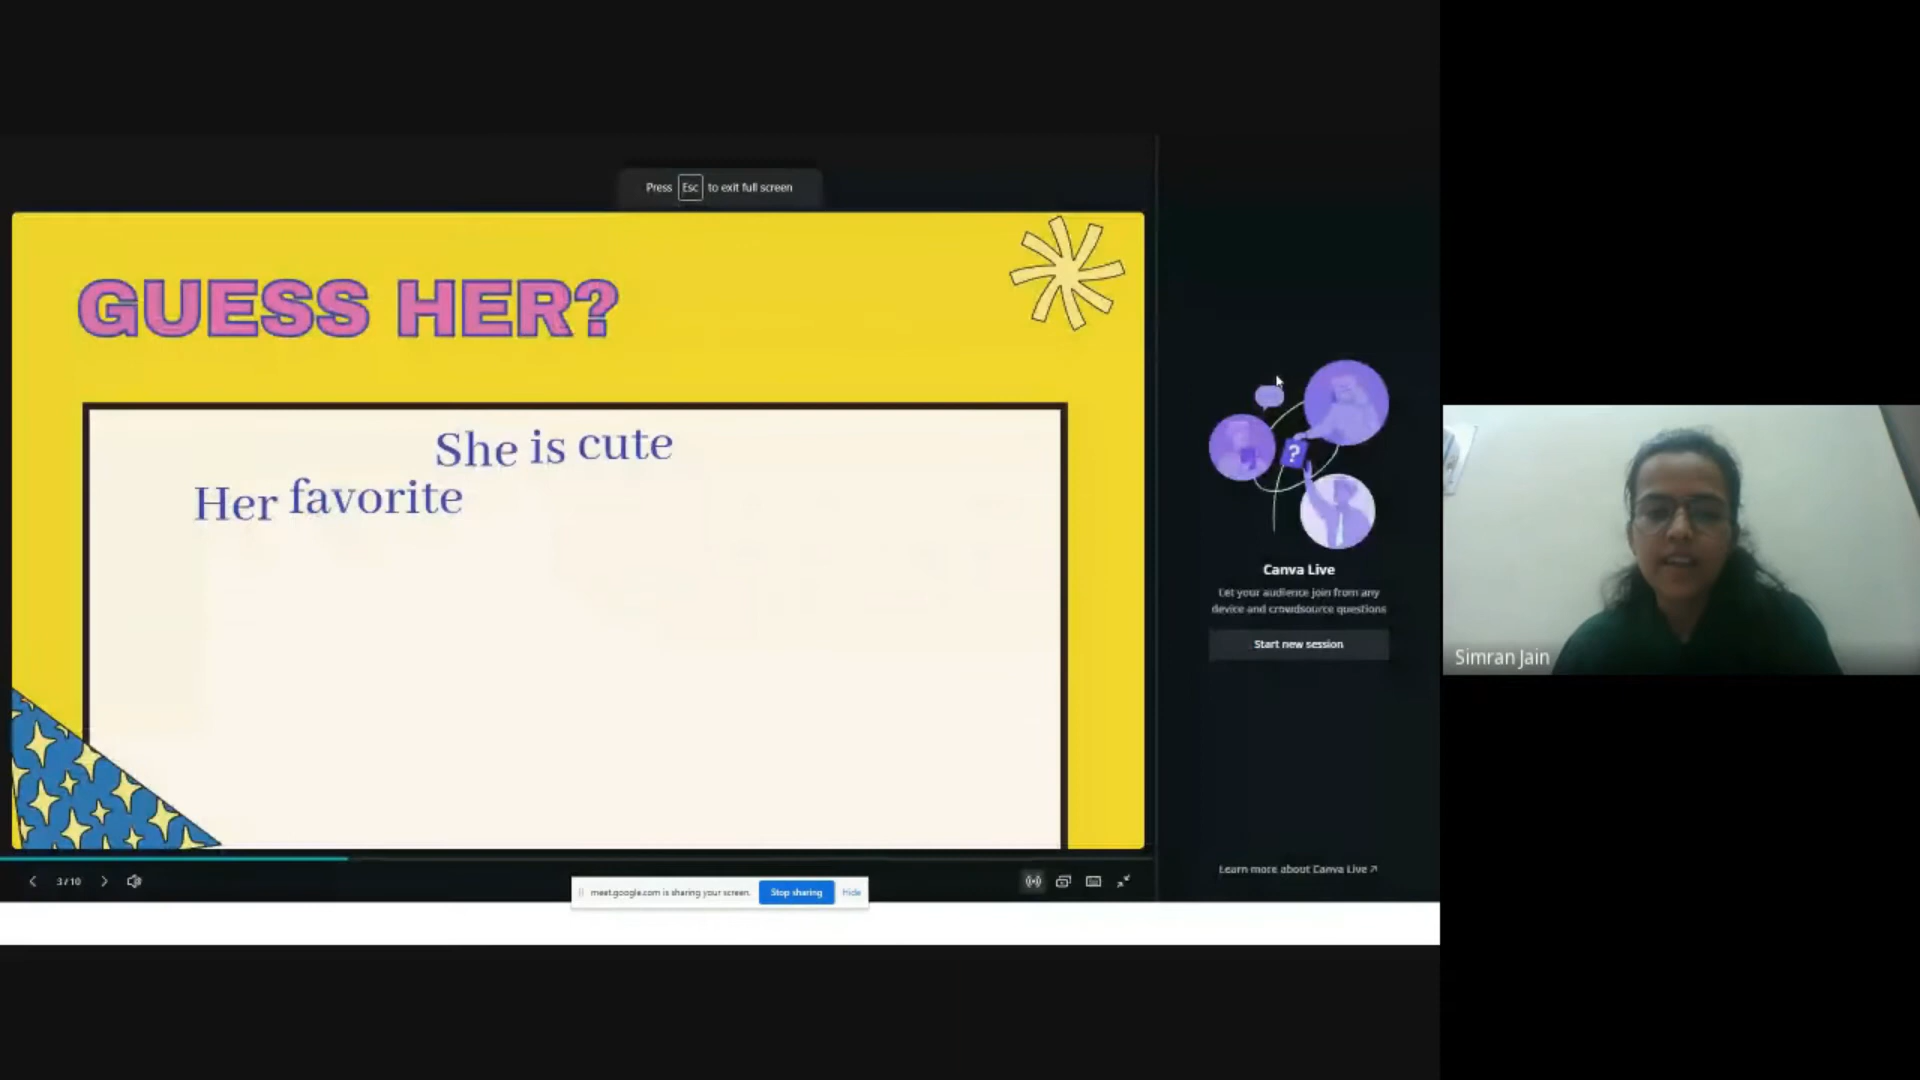 Press Esc to exit full screen
GUESS HER?
She is cute
Her favorite
?
Canva Live
Let your audience join from any
device and crowdsource questions
Start new session
Simran Jain
Learn more about Canva Live ↗
3/10
meet.google.com is sharing your screen.
Stop sharing
Hide